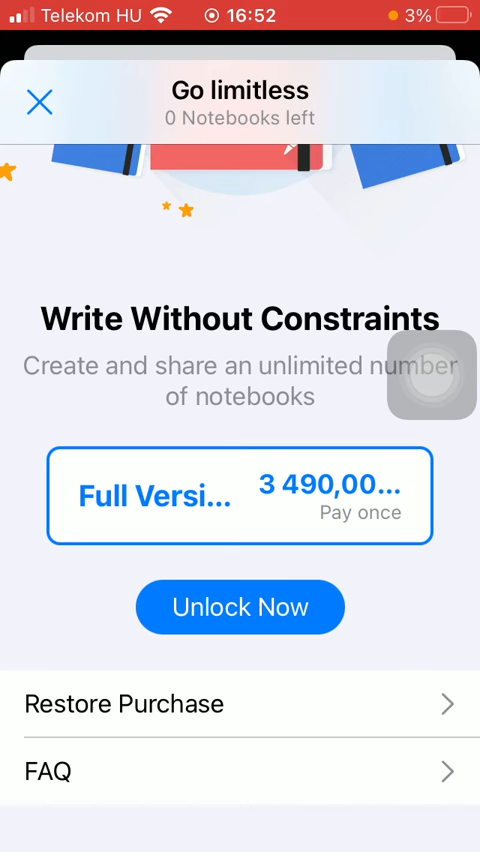 Telekom HU 16:52 3%
Go limitless
0 Notebooks left
Write Without Constraints
Create and share an unlimited number
of notebooks
Full Versi... 3 490,00...
Pay once
Unlock Now
Restore Purchase
FAQ